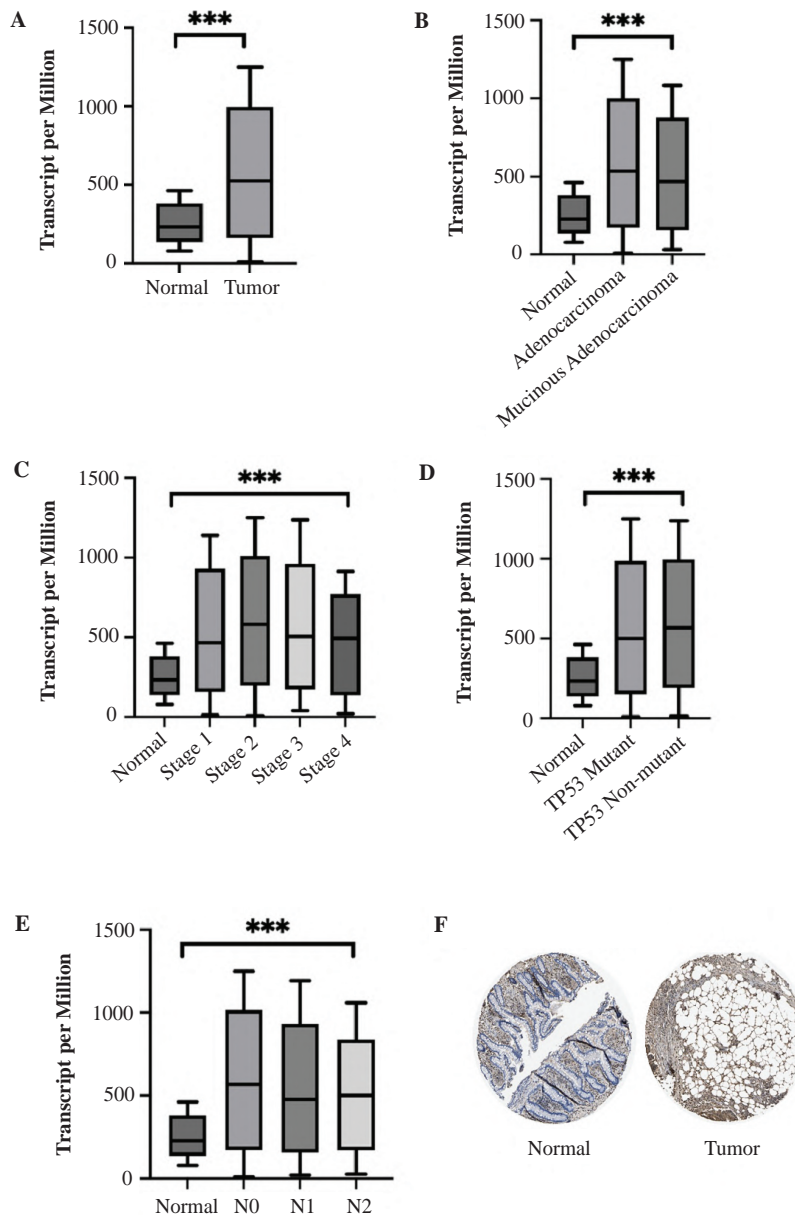 A
***
1500
1000
500
0
Transcript per Million
Normal
Tumor
B
***
1500
1000
500
0
Transcript per Million
Normal
Adenocarcinoma
Mucinous Adenocarcinoma
C
***
1500
1000
500
0
Transcript per Million
Normal
Stage 1
Stage 2
Stage 3
Stage 4
D
***
1500
1000
500
0
Transcript per Million
Normal
TP53 Mutant
TP53 Non-mutant
E
***
1500
1000
500
0
Transcript per Million
Normal
N0
N1
N2
F
Normal
Tumor